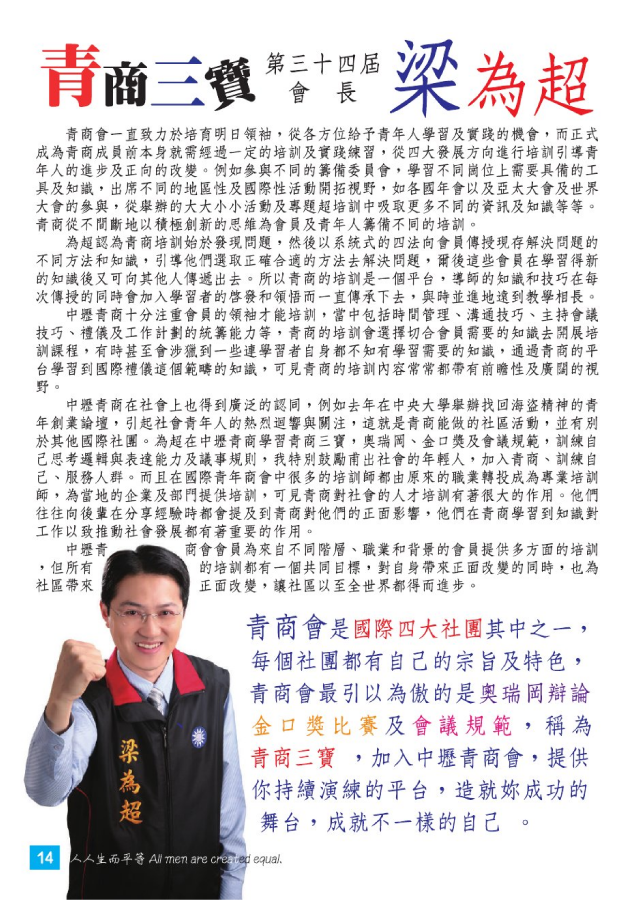 青商三寶 第三十四屆會長 梁為超
青商會一直致力於培育明日領袖，從各方位給予青年人學習及實踐的機會，而正式
成為青商成員前本身就需經過一定的培訓及實踐練習，從四大發展方向進行培訓引導青
年人的進步及正向的改變。例如參與不同的籌備委員會，學習不同崗位上需要具備的工
具及知識，出席不同的地區性及國際性活動開拓視野，如各國年會以及亞太大會及世界
大會的參與，從舉辦的大大小小活動及專題超培訓中吸取更多不同的資訊及知識等等。
青商從不間斷地以積極創新的思維為會員及青年人籌備不同的培訓。
為超認為青商培訓始於發現問題，然後以系統式的四法向會員傳授現存解決問題的
不同方法和知識，引導他們選取正確合適的方法去解決問題，爾後這些會員在學習得新
的知識後又可向其他人傳遞出去。所以青商的培訓是一個平台，導師的知識和技巧在每
次傳授的同時會加入學習者的啓發和領悟而一直傳承下去，與時並進地達到教學相長。
中壢青商十分注重會員的領袖才能培訓，當中包括時間管理、溝通技巧、主持會議
技巧、禮儀及工作計劃的統籌能力等，青商的培訓會選擇切合會員需要的知識去開展培
訓課程，有時甚至會涉獵到一些連學習者自身都不知有學習需要的知識，通過青商的平
台學習到國際禮儀這個範疇的知識，可見青商的培訓內容常常都帶有前瞻性及廣闊的視
野。
中壢青商在社會上也得到廣泛的認同，例如去年在中央大學舉辦找回海盜精神的青
年創業論壇，引起社會青年人的熱烈迴響與關注，這就是青商能做的社區活動，並有別
於其他國際社團。為超在中壢青商學習青商三寶，奧瑞岡、金口獎及會議規範，訓練自
己思考邏輯與表達能力及議事規則，我特別鼓勵甫出社會的年輕人，加入青商、訓練自
己、服務人群。而且在國際青年商會中很多的培訓師都由原來的職業轉投成為專業培訓
師，為當地的企業及部門提供培訓，可見青商對社會的人才培訓有著很大的作用。他們
往往向後輩在分享經驗時都會提及到青商對他們的正面影響，他們在青商學習到知識對
工作以致推動社會發展都有著重要的作用。
中壢青商會會員為來自不同階層、職業和背景的會員提供多方面的培訓
，但所有的培訓都有一個共同目標，對自身帶來正面改變的同時，也為
社區帶來正面改變，讓社區以至全世界都得而進步。
青商會是國際四大社團其中之一，
每個社團都有自己的宗旨及特色，
青商會最引以為傲的是奧瑞岡辯論
金口獎比賽及會議規範，稱為
青商三寶，加入中壢青商會，提供
你持續演練的平台，造就妳成功的
舞台，成就不一樣的自己。
梁為超
14 人人生而平等 All men are created equal.